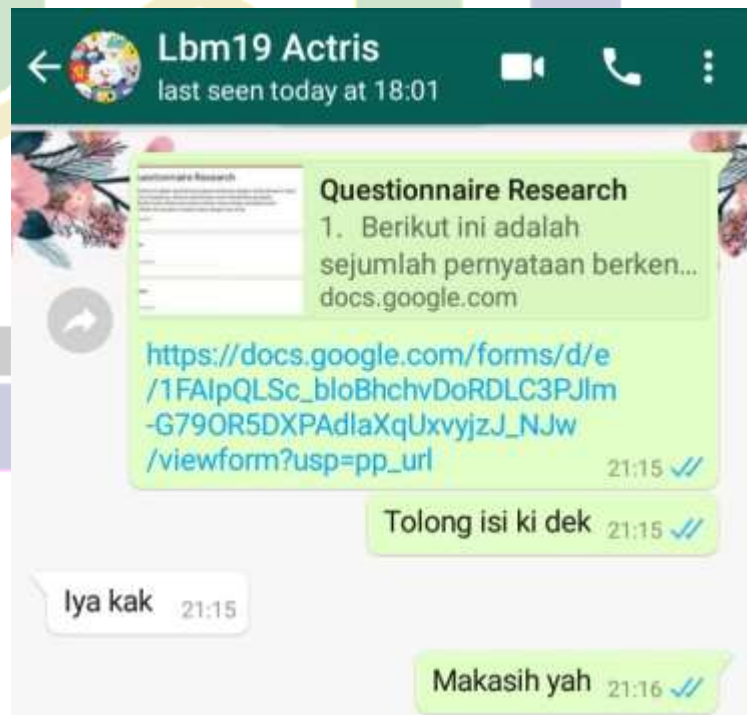 Lbm19 Actris
last seen today at 18:01
Questionnaire Research
1. Berikut ini adalah
sejumlah pernyataan berken...
docs.google.com
https://docs.google.com/forms/d/e
/1FAIpQLSc_bloBhchvDoRDLC3PJlm
-G79OR5DXPAdlaXqUxvyjzJ_NJw
/viewform?usp=pp_url
21:15
Tolong isi ki dek 21:15
Iya kak 21:15
Makasih yah 21:16